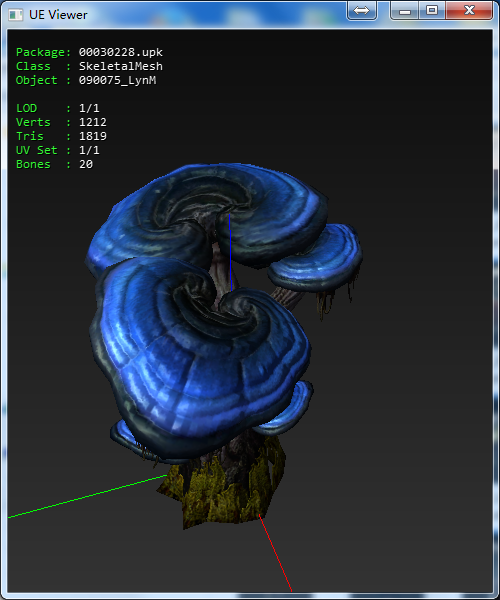 UE Viewer
Package: 00030228.upk
Class  : SkeletalMesh
Object : 090075_LynM
LOD    : 1/1
Verts  : 1212
Tris   : 1819
UV Set : 1/1
Bones  : 20